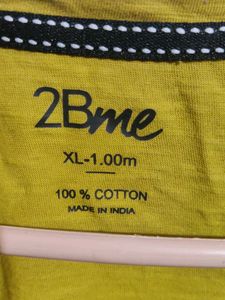 2Bme
XL-1.00m
100 % COTTON
MADE IN INDIA